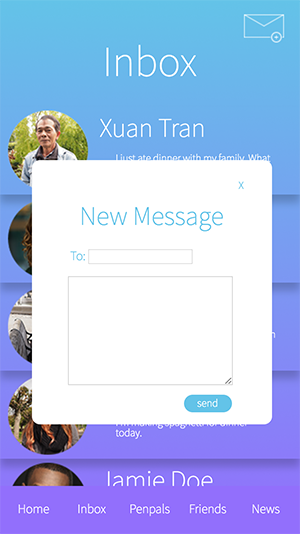 Inbox
Xuan Tran
I just ate dinner with my family. What
X
New Message
To:
send
I'm making spaghetti for dinner
today.
Jamie Doe
Home Inbox Penpals Friends News